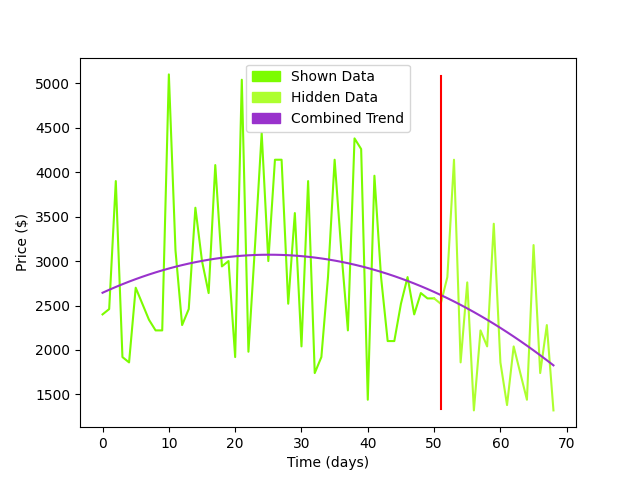 Shown Data
Hidden Data
Combined Trend
Price ($)
5000
4500
4000
3500
3000
2500
2000
1500
0 10 20 30 40 50 60 70
Time (days)